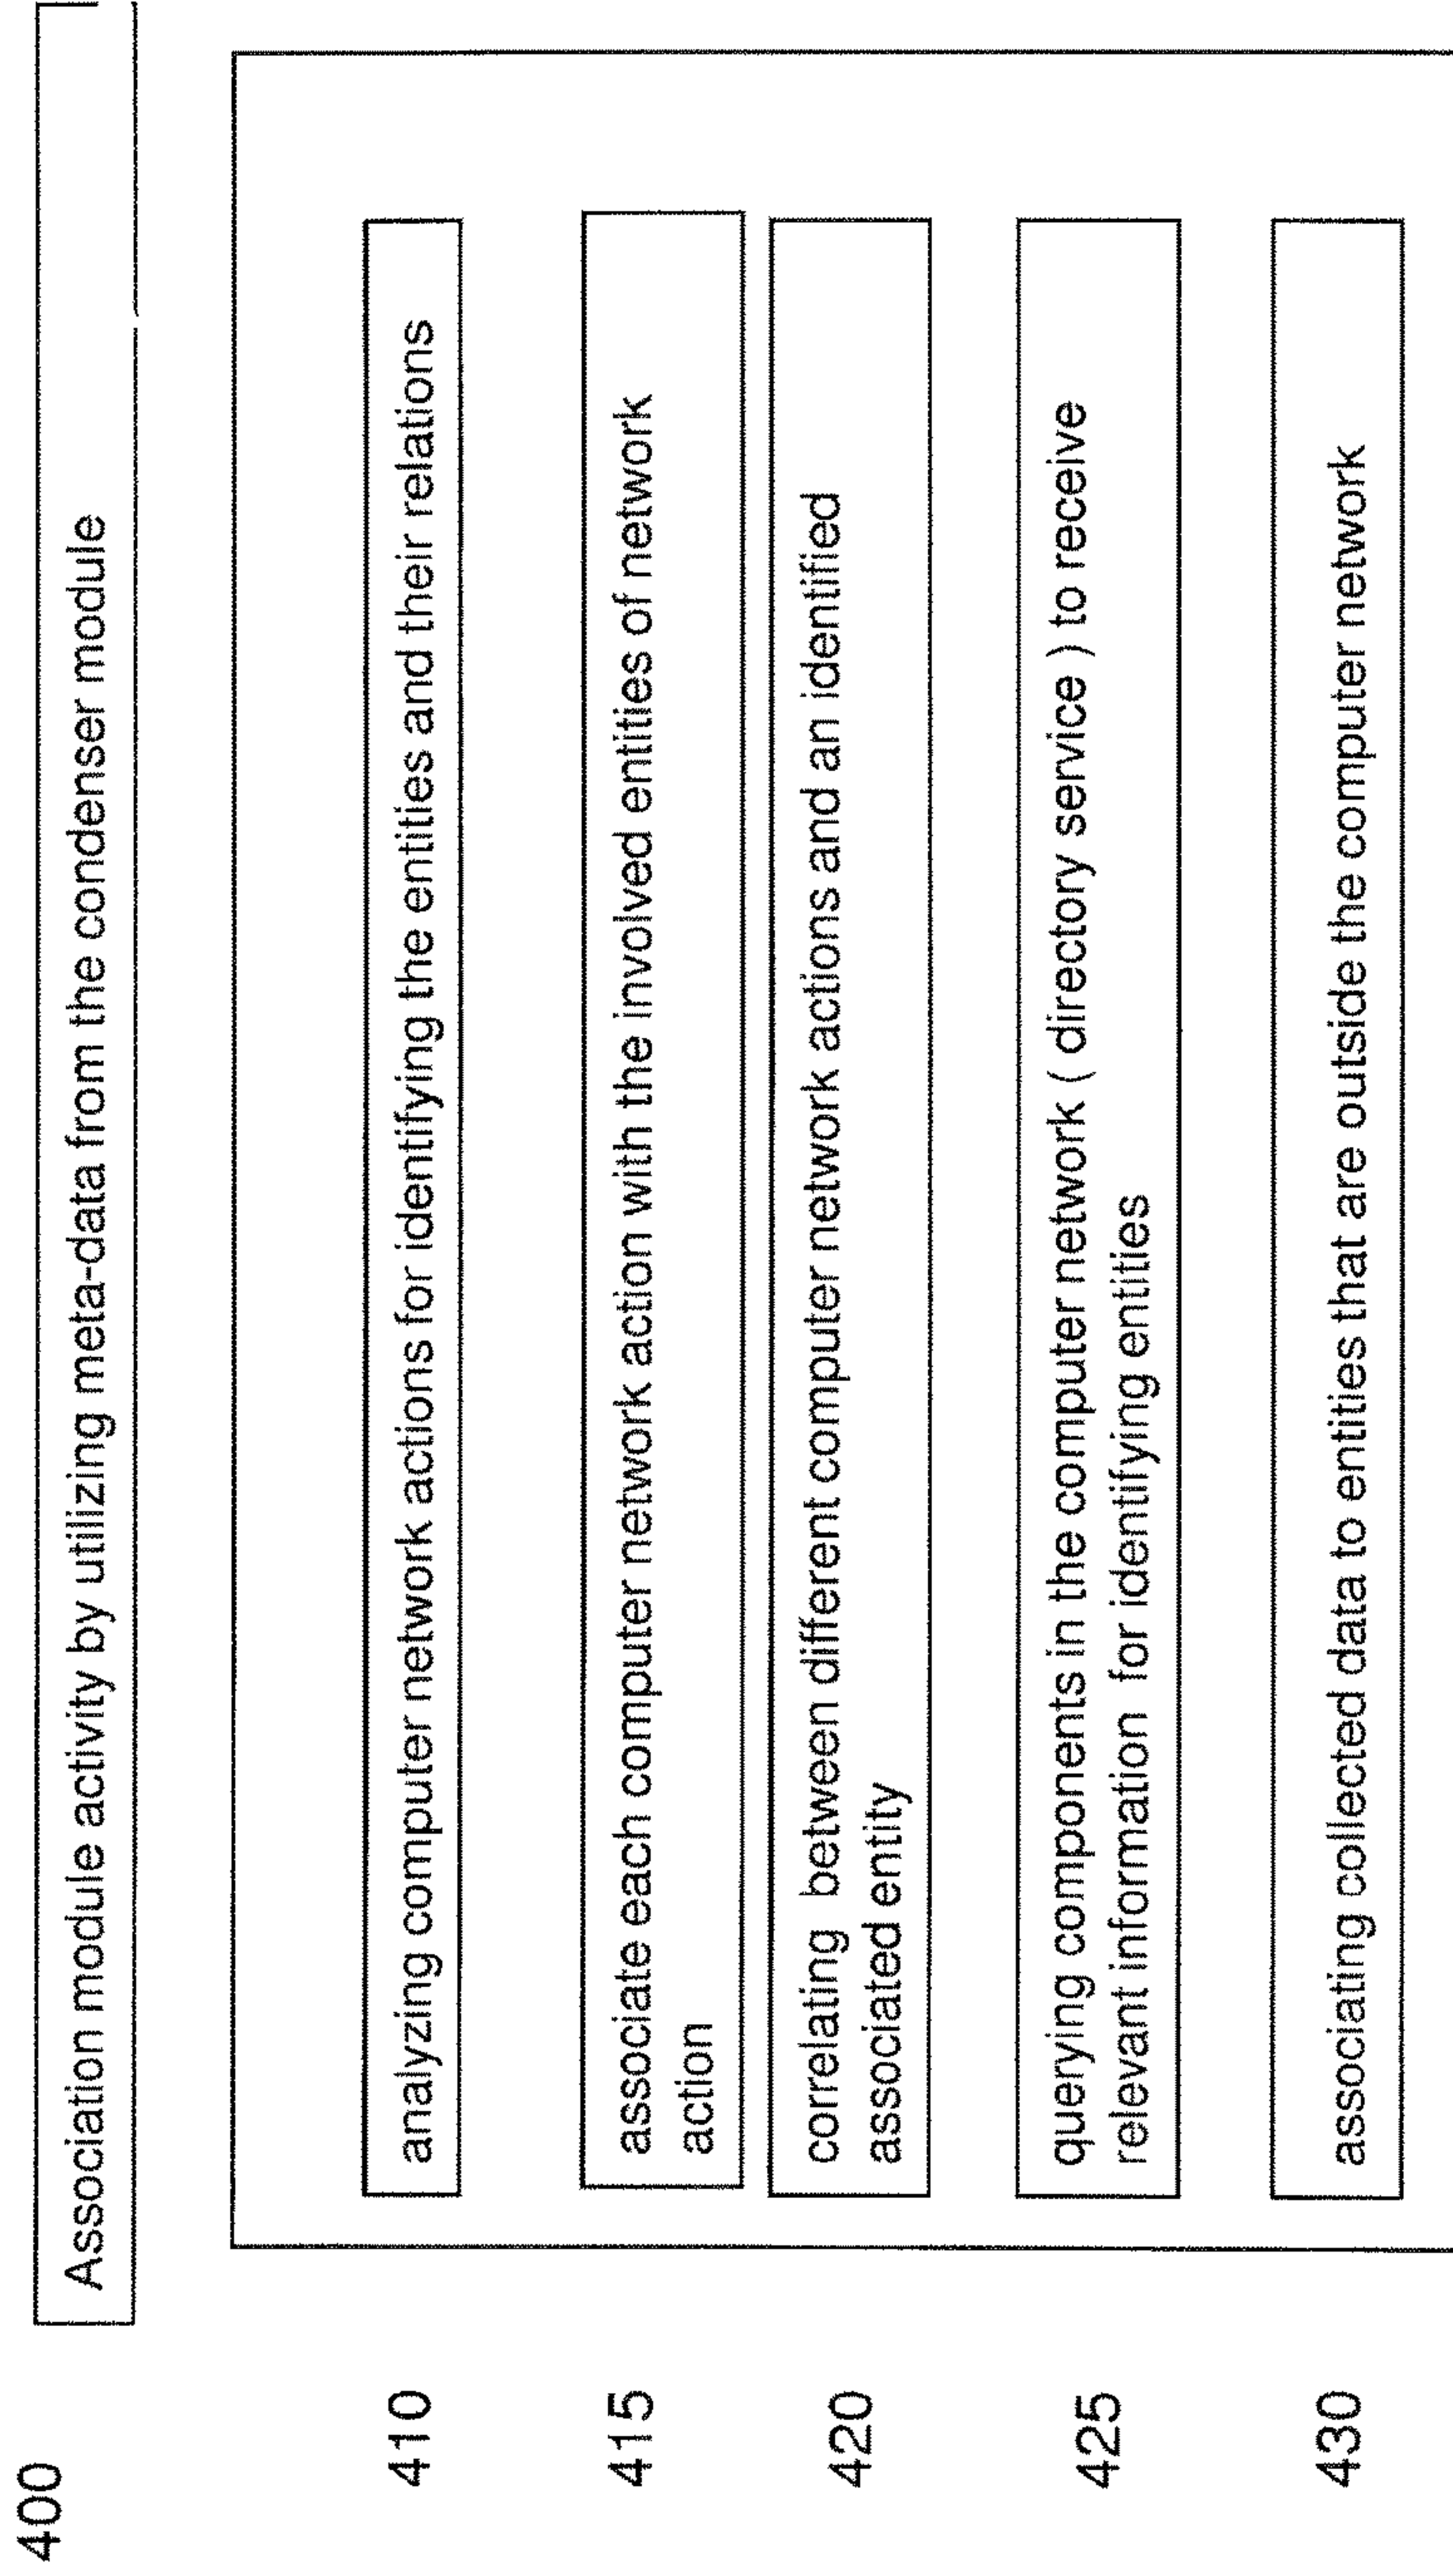 400
Association module activity by utilizing meta-data from the condenser module
410
analyzing computer network actions for identifying the entities and their relations
415
associate each computer network action with the involved entities of network
action
420
correlating between different computer network actions and an identified
associated entity
425
querying components in the computer network ( directory service ) to receive
relevant information for identifying entities
430
associating collected data to entities that are outside the computer network